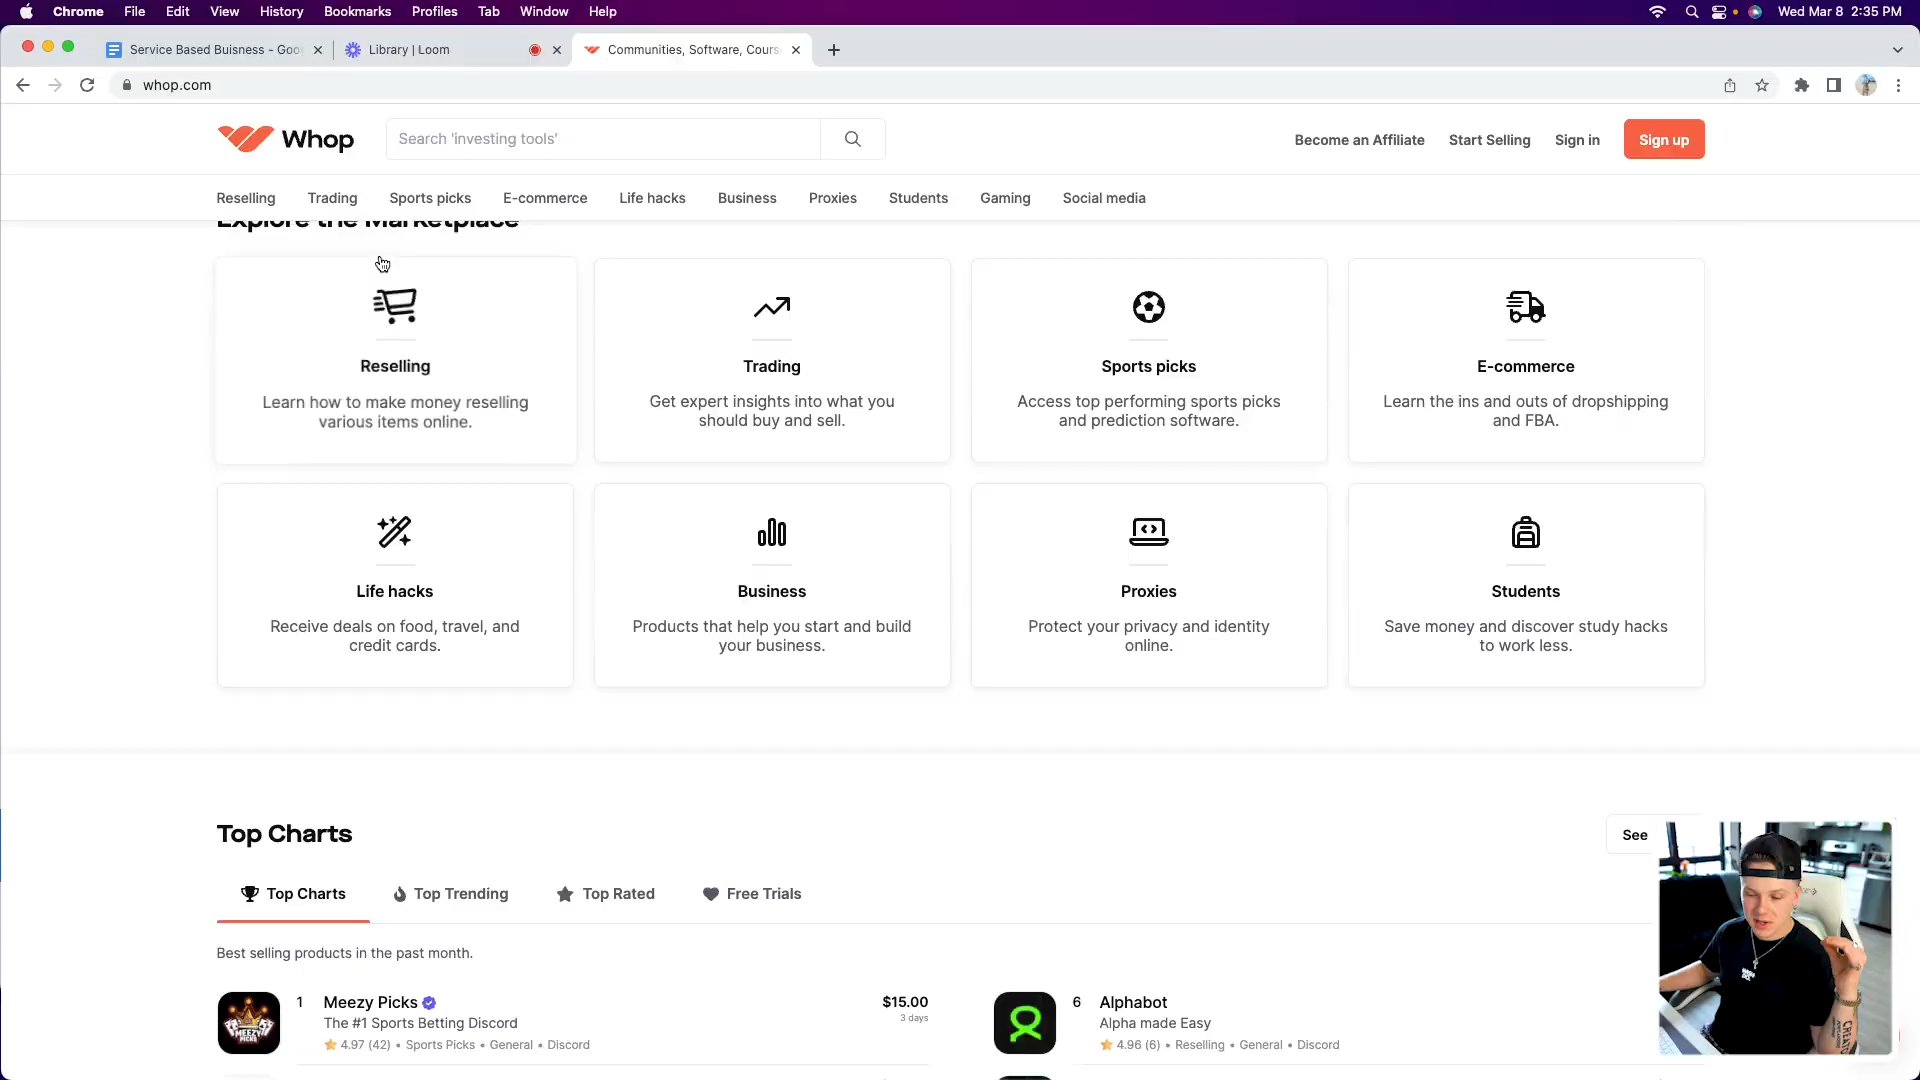 Chrome File Edit View History Bookmarks Profiles Tab Window Help Wed Mar 8 2:35 PM
Service Based Buisness - Goo Library | Loom Communities, Software, Cours
whop.com
Whop Search 'investing tools' Become an Affiliate Start Selling Sign in Sign up
Reselling Trading Sports picks E-commerce Life hacks Business Proxies Students Gaming Social media
Explore the Marketplace
Reselling
Learn how to make money reselling
various items online.
Trading
Get expert insights into what you
should buy and sell.
Sports picks
Access top performing sports picks
and prediction software.
E-commerce
Learn the ins and outs of dropshipping
and FBA.
Life hacks
Receive deals on food, travel, and
credit cards.
Business
Products that help you start and build
your business.
Proxies
Protect your privacy and identity
online.
Students
Save money and discover study hacks
to work less.
Top Charts See
Top Charts Top Trending Top Rated Free Trials
Best selling products in the past month.
MEEZY
PICKS
1 Meezy Picks $15.00
The #1 Sports Betting Discord 3 days
4.97 (42) • Sports Picks • General • Discord
6 Alphabot
Alpha made Easy
4.96 (6) • Reselling • General • Discord